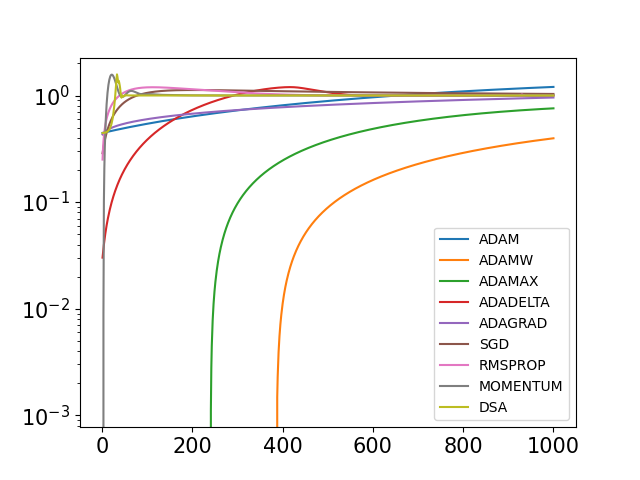 10⁰
10⁻¹
10⁻²
10⁻³
0 200 400 600 800 1000
ADAM
ADAMW
ADAMAX
ADADELTA
ADAGRAD
SGD
RMSPROP
MOMENTUM
DSA